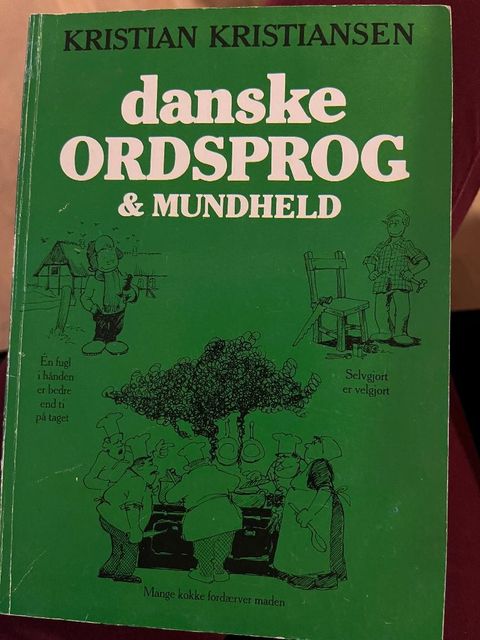 KRISTIAN KRISTIANSEN
danske
ORDSPROG
& MUNDHELD
Én fugl
i hånden
er bedre
end ti
på taget
Selvgjort
er velgjort
Mange kokke fordærver maden